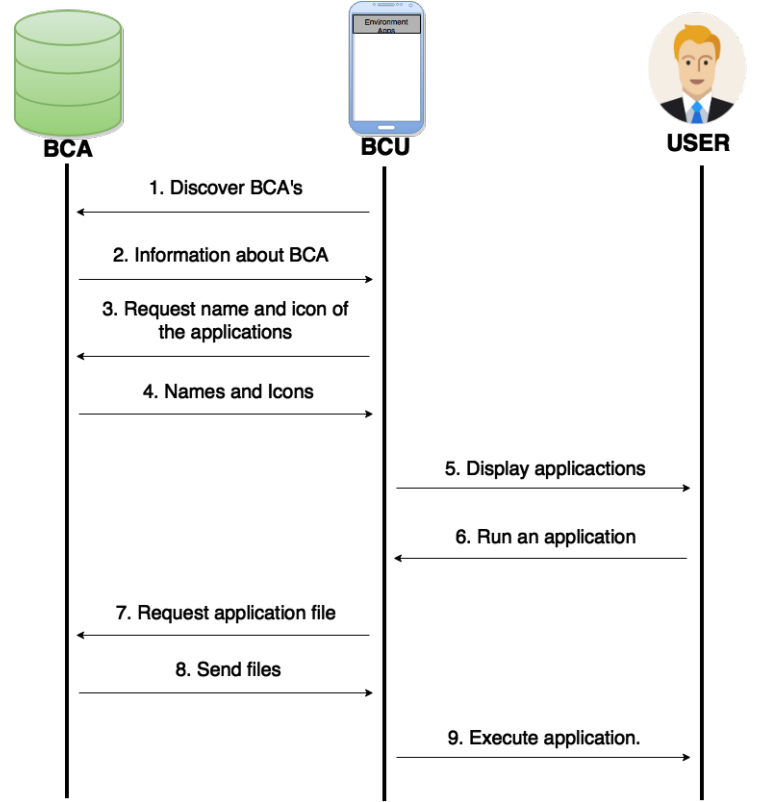 Environment
Apps
BCA
BCU
USER
1. Discover BCA's
2. Information about BCA
3. Request name and icon of
the applications
4. Names and Icons
5. Display applicactions
6. Run an application
7. Request application file
8. Send files
9. Execute application.